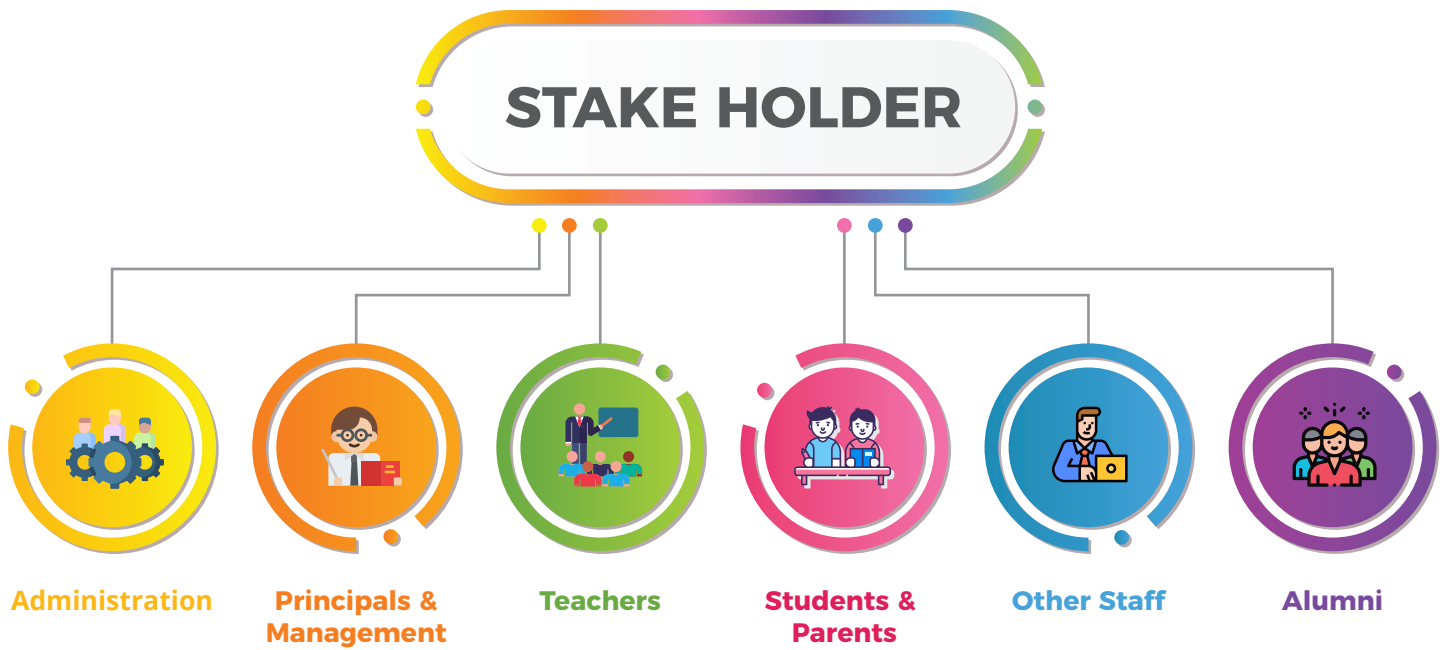 STAKE HOLDER
Administration
Principals &
Management
Teachers
Students &
Parents
Other Staff
Alumni